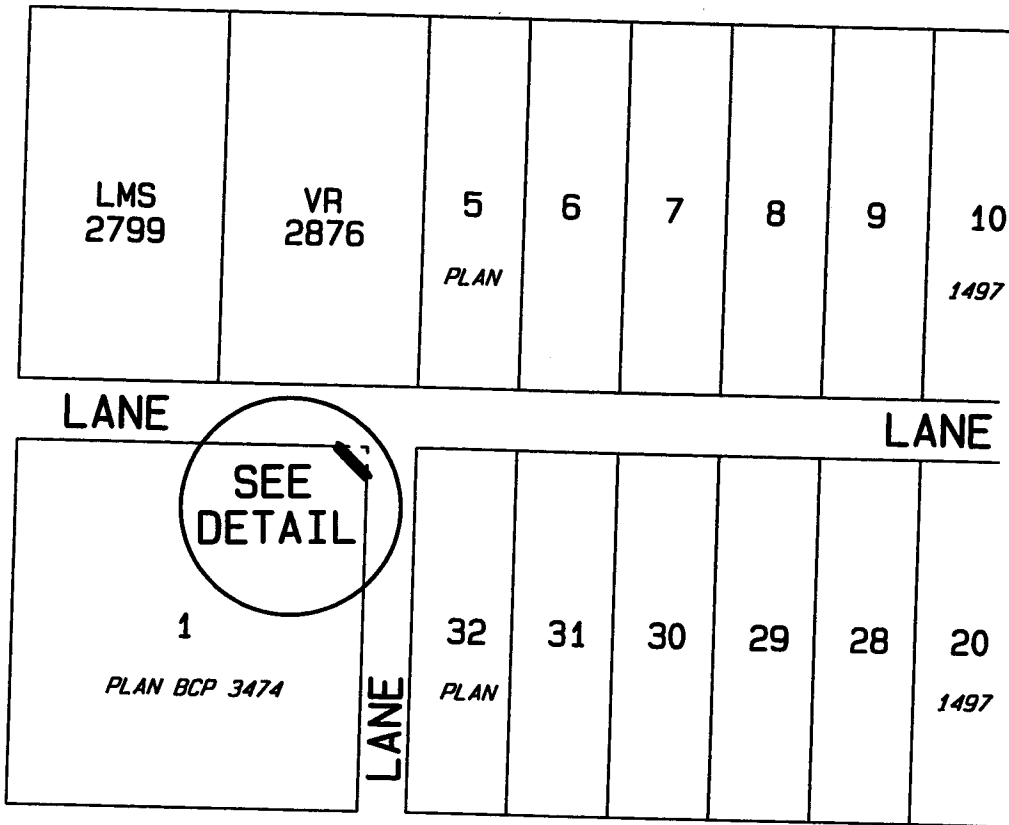 LMS
2799
VR
2876
5
6
7
8
9
10
PLAN
1497
LANE
LANE
SEE
DETAIL
1
PLAN BCP 3474
LANE
32
31
30
29
28
20
PLAN
1497